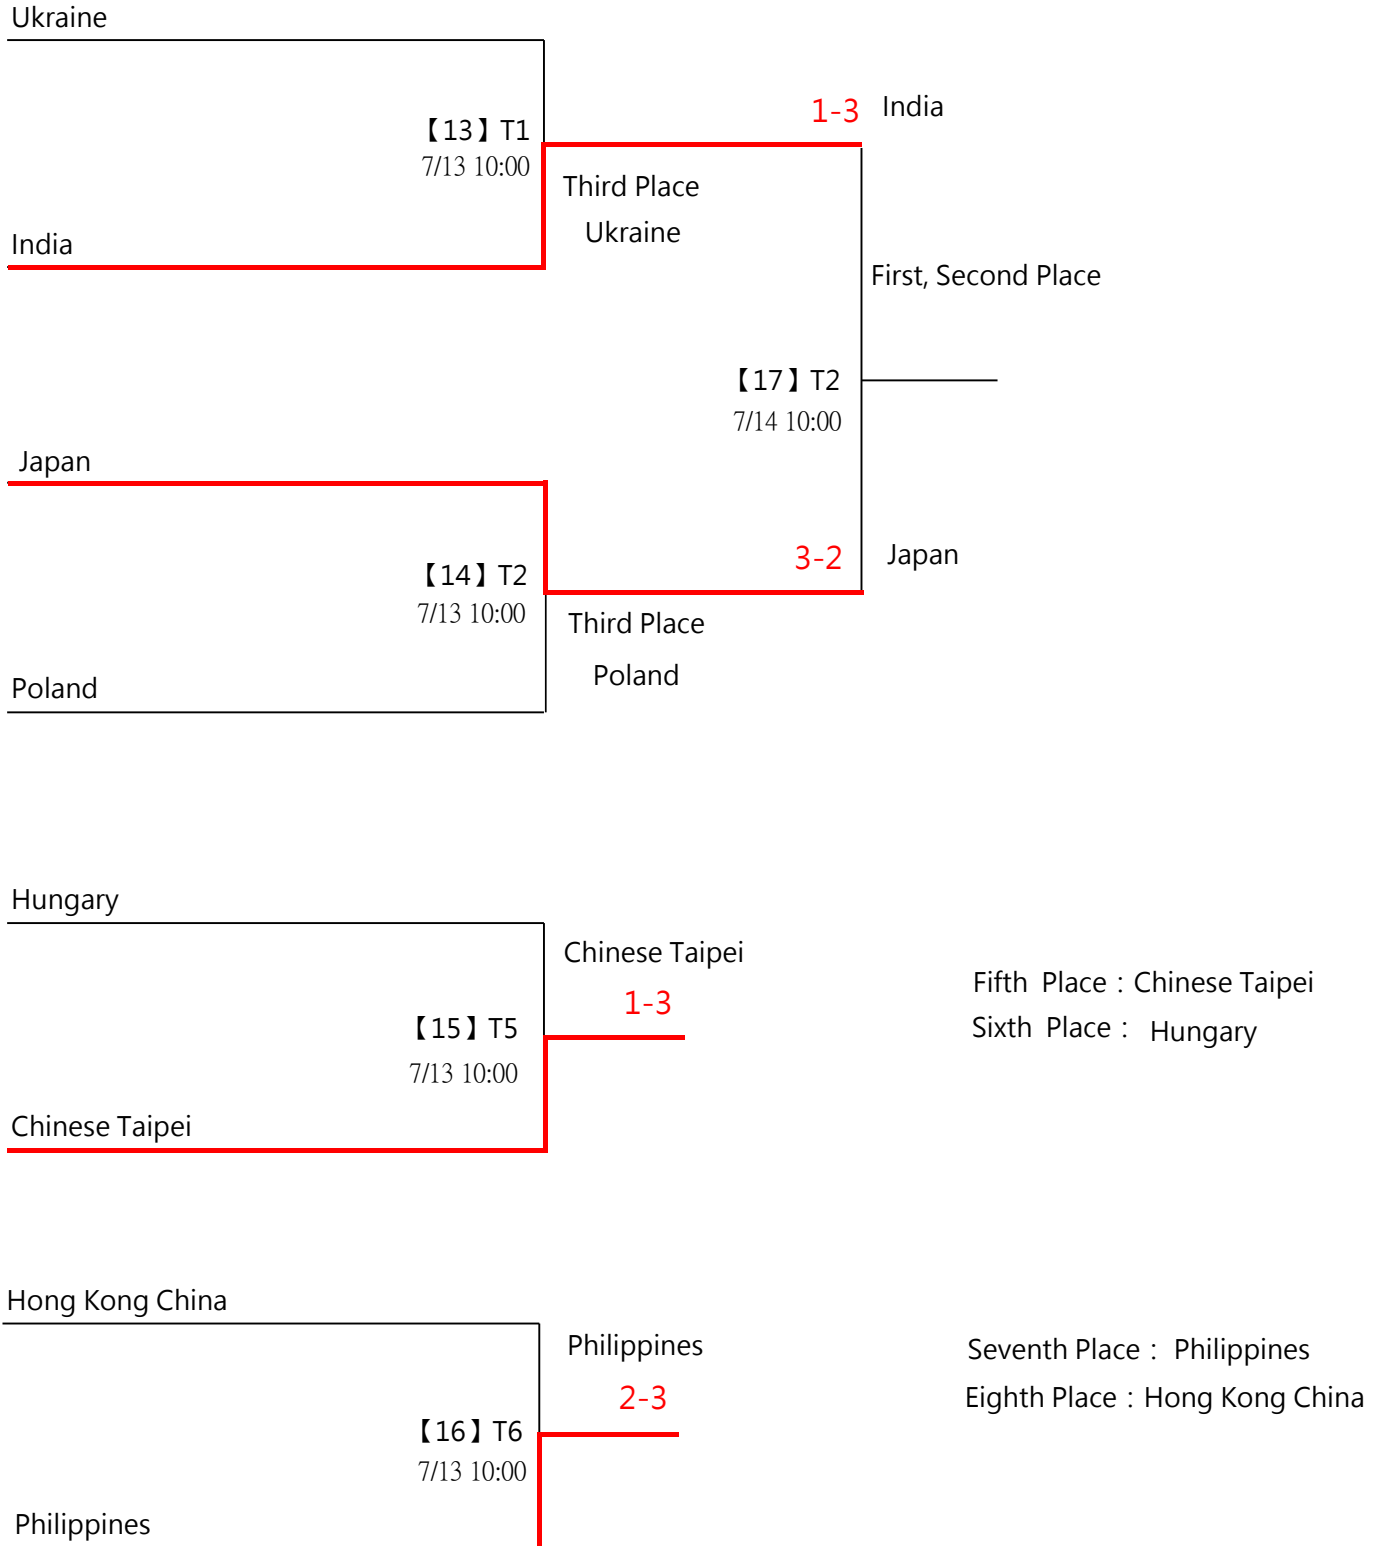 Ukraine
1-3 India
【13】T1
7/13 10:00
Third Place
Ukraine
India
First, Second Place
【17】T2
7/14 10:00
Japan
3-2 Japan
【14】T2
7/13 10:00
Third Place
Poland
Poland
Hungary
Chinese Taipei
1-3
Fifth Place：Chinese Taipei
Sixth Place： Hungary
【15】T5
7/13 10:00
Chinese Taipei
Hong Kong China
Philippines
2-3
Seventh Place： Philippines
Eighth Place：Hong Kong China
【16】T6
7/13 10:00
Philippines